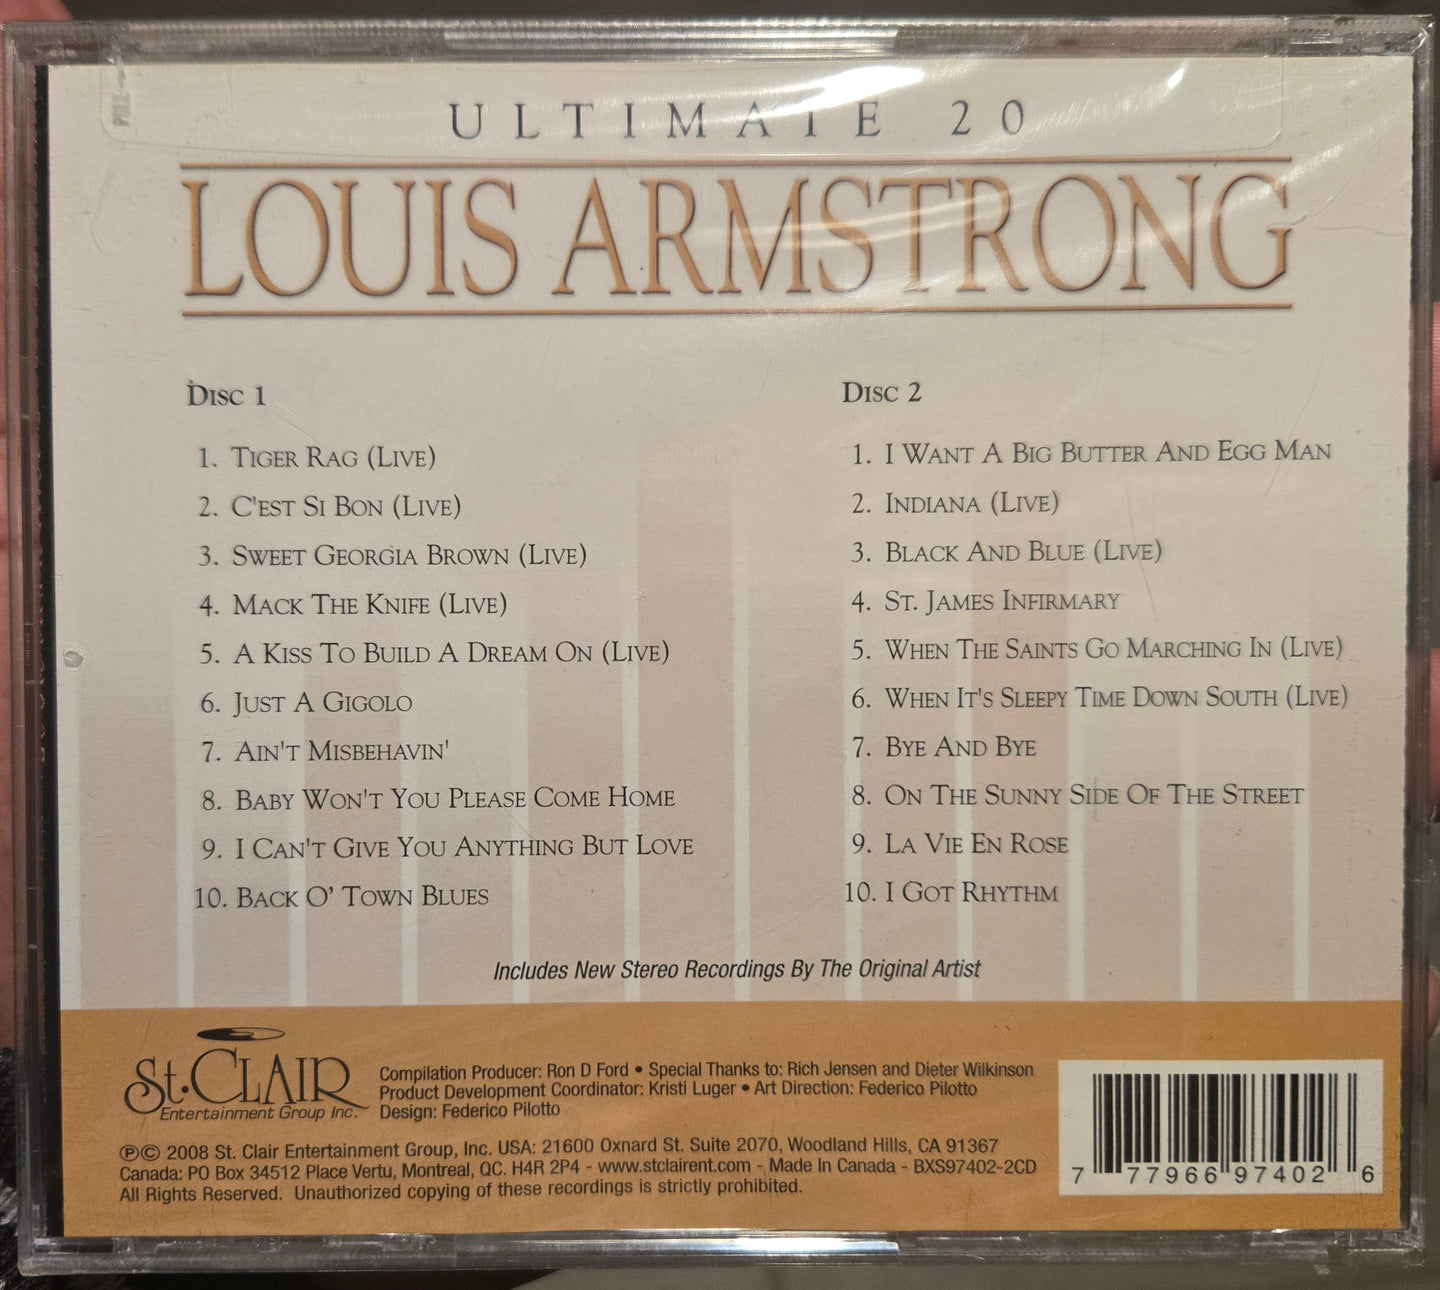 ULTIMATE 20
LOUIS ARMSTRONG
DISC 1
1. TIGER RAG (LIVE)
2. C'EST SI BON (LIVE)
3. SWEET GEORGIA BROWN (LIVE)
4. MACK THE KNIFE (LIVE)
5. A KISS TO BUILD A DREAM ON (LIVE)
6. JUST A GIGOLO
7. AIN'T MISBEHAVIN'
8. BABY WON'T YOU PLEASE COME HOME
9. I CAN'T GIVE YOU ANYTHING BUT LOVE
10. BACK O' TOWN BLUES
DISC 2
1. I WANT A BIG BUTTER AND EGG MAN
2. INDIANA (LIVE)
3. BLACK AND BLUE (LIVE)
4. ST. JAMES INFIRMARY
5. WHEN THE SAINTS GO MARCHING IN (LIVE)
6. WHEN IT'S SLEEPY TIME DOWN SOUTH (LIVE)
7. BYE AND BYE
8. ON THE SUNNY SIDE OF THE STREET
9. LA VIE EN ROSE
10. I GOT RHYTHM
Includes New Stereo Recordings By The Original Artist
St. CLAIR
Entertainment Group Inc.
Compilation Producer: Ron D Ford • Special Thanks to: Rich Jensen and Dieter Wilkinson
Product Development Coordinator: Kristi Luger • Art Direction: Federico Pilotto
Design: Federico Pilotto
℗© 2008 St. Clair Entertainment Group, Inc. USA: 21600 Oxnard St. Suite 2070, Woodland Hills, CA 91367
Canada: PO Box 34512 Place Vertu, Montreal, QC. H4R 2P4 - www.stclairent.com - Made In Canada - BXS97402-2CD
All Rights Reserved. Unauthorized copying of these recordings is strictly prohibited.
7 77966 97402 6